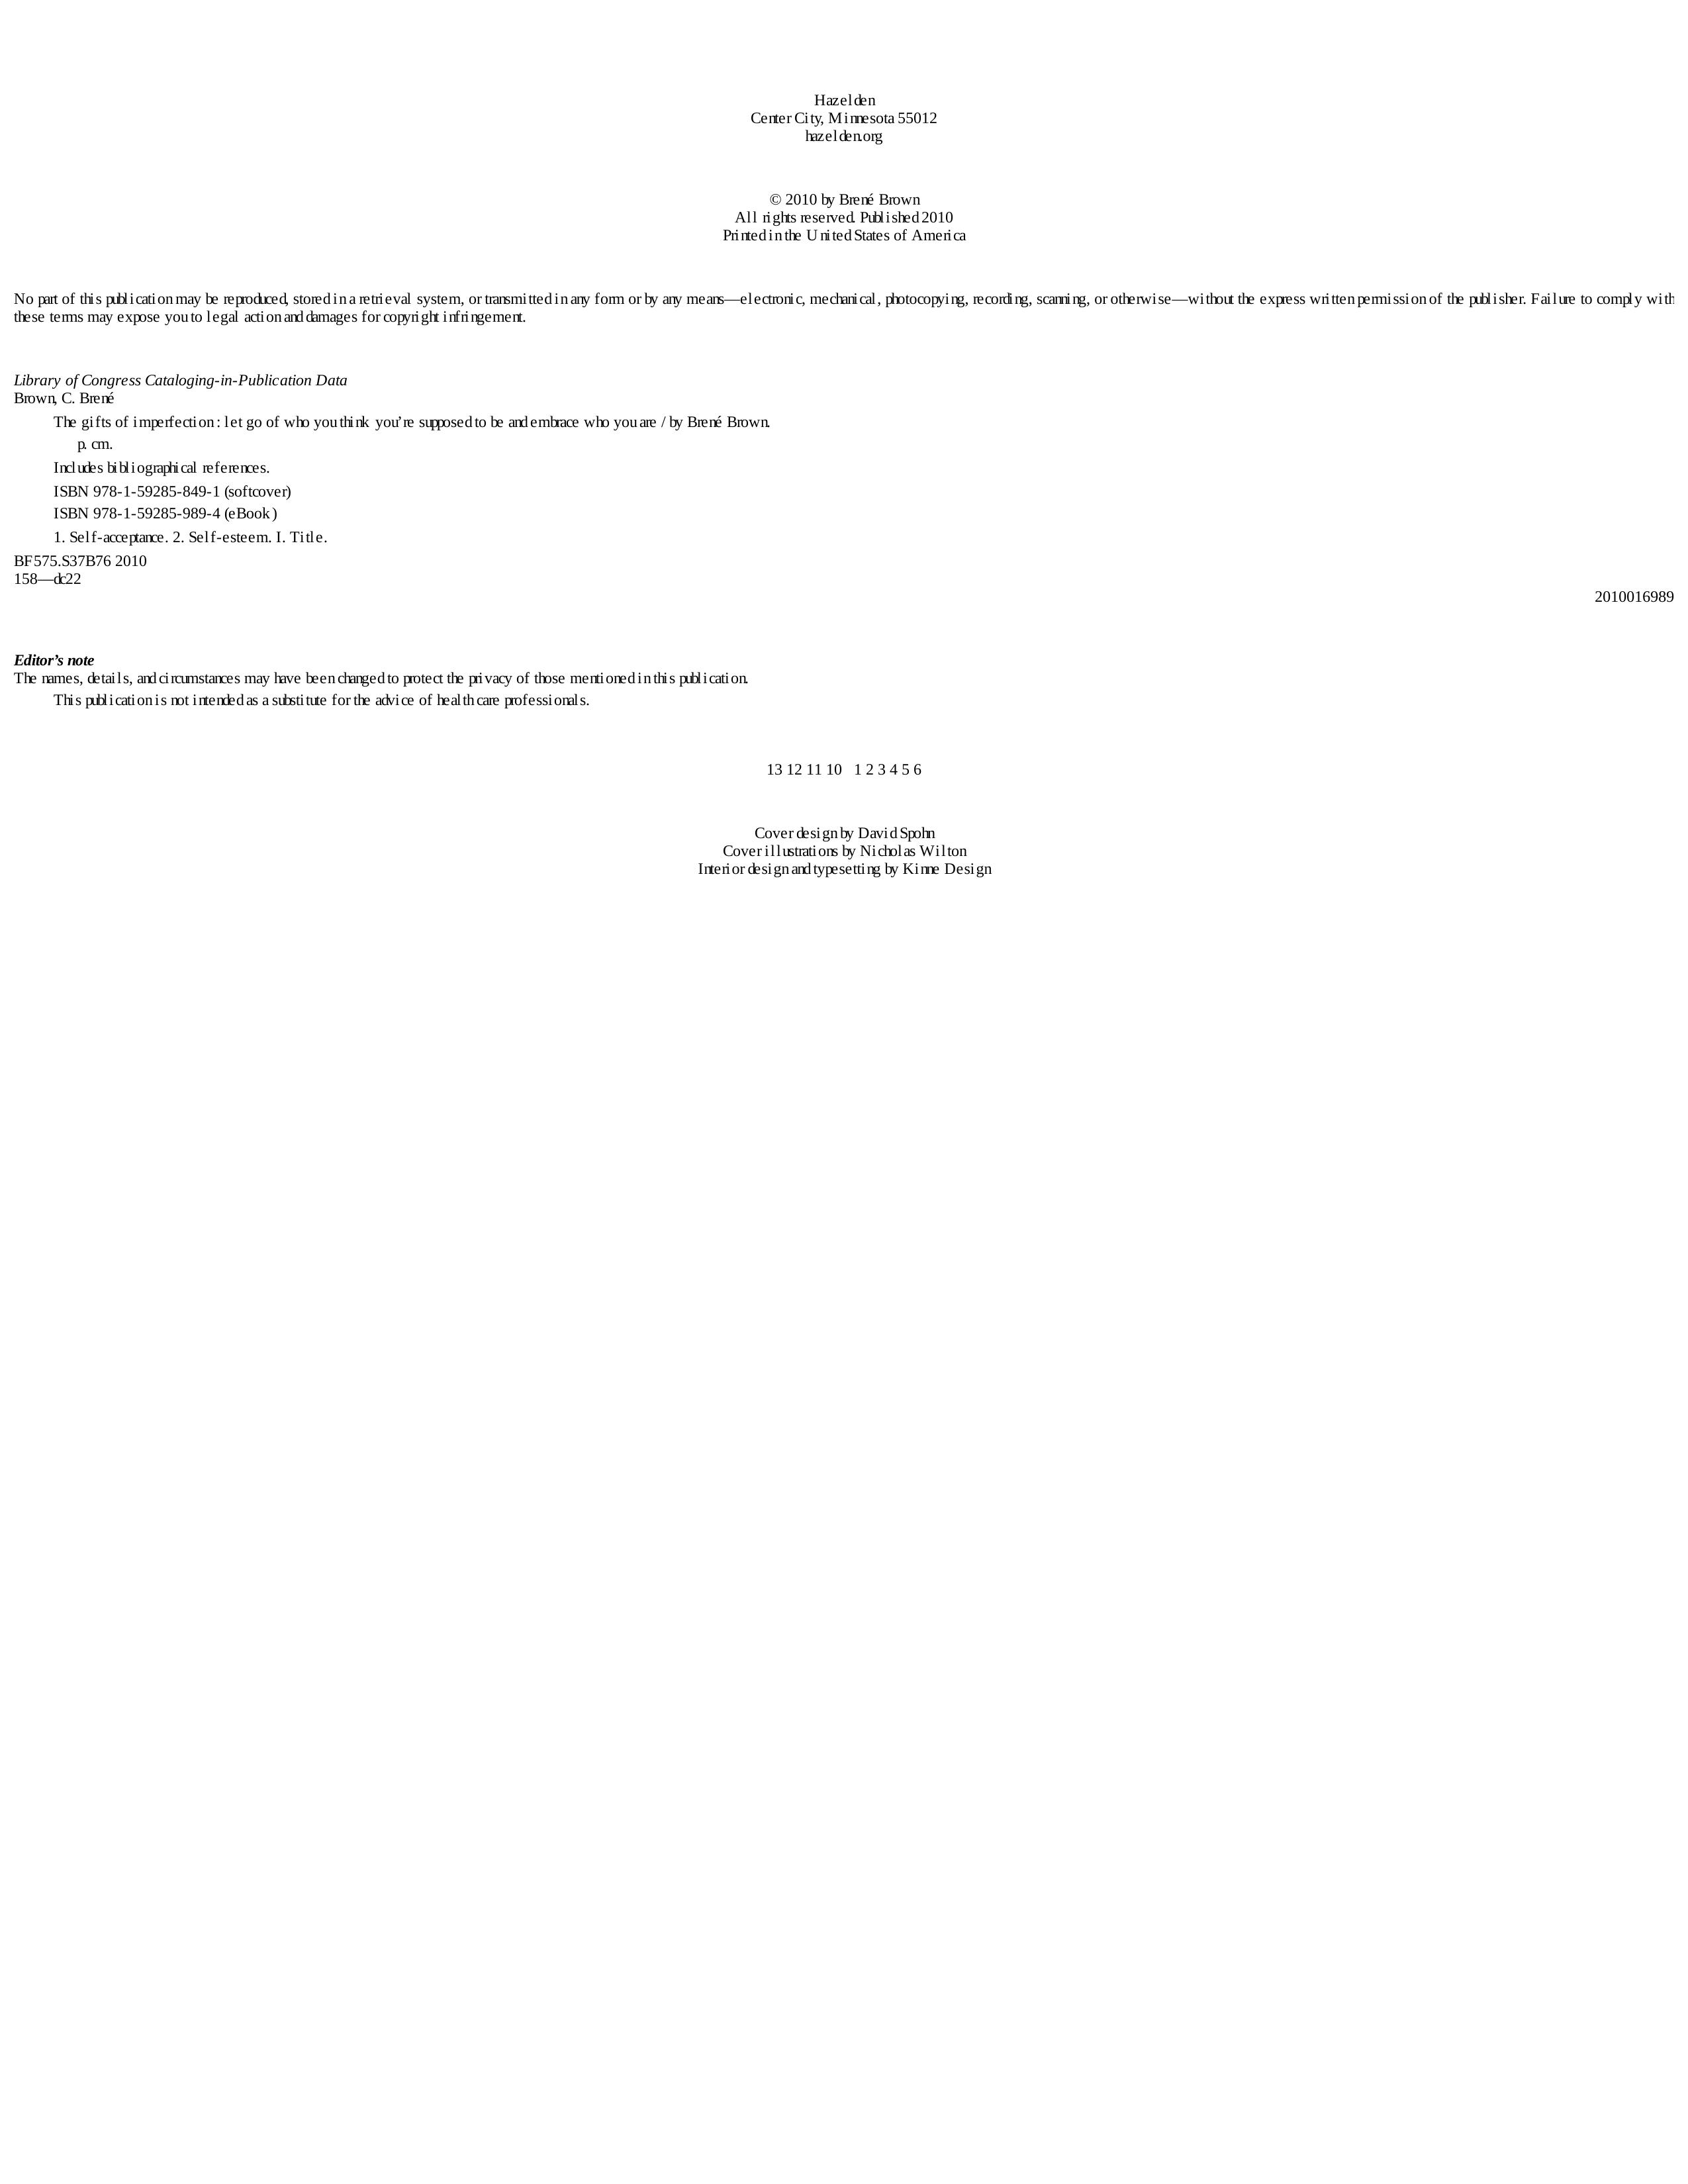 Hazelden
Center City, Minnesota 55012
hazelden.org
© 2010 by Brené Brown
All rights reserved. Published 2010
Printed in the United States of America
No part of this publication may be reproduced, stored in a retrieval system, or transmitted in any form or by any means—electronic, mechanical, photocopying, recording, scanning, or otherwise—without the express written permission of the publisher. Failure to comply with
these terms may expose you to legal action and damages for copyright infringement.
Library of Congress Cataloging-in-Publication Data
Brown, C. Brené
The gifts of imperfection : let go of who you think you’re supposed to be and embrace who you are / by Brené Brown.
p. cm.
Includes bibliographical references.
ISBN 978-1-59285-849-1 (softcover)
ISBN 978-1-59285-989-4 (eBook)
1. Self-acceptance. 2. Self-esteem. I. Title.
BF575.S37B76 2010
158—dc22
2010016989
Editor’s note
The names, details, and circumstances may have been changed to protect the privacy of those mentioned in this publication.
This publication is not intended as a substitute for the advice of health care professionals.
13 12 11 10   1 2 3 4 5 6
Cover design by David Spohn
Cover illustrations by Nicholas Wilton
Interior design and typesetting by Kinne Design